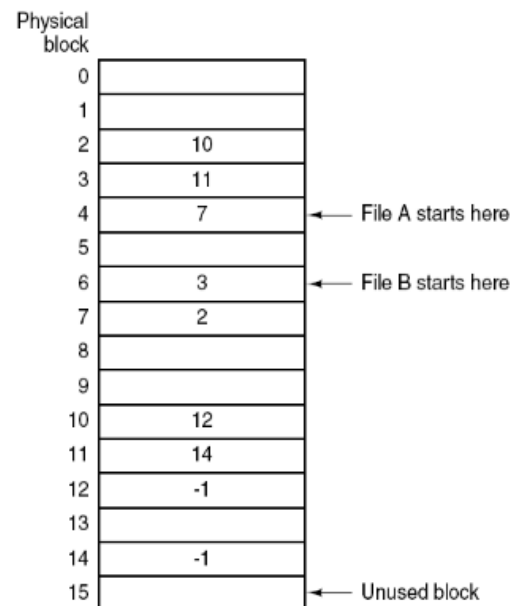 Physical
block
0
1
2 10
3 11
4 7 File A starts here
5
6 3 File B starts here
7 2
8
9
10 12
11 14
12 -1
13
14 -1
15 Unused block